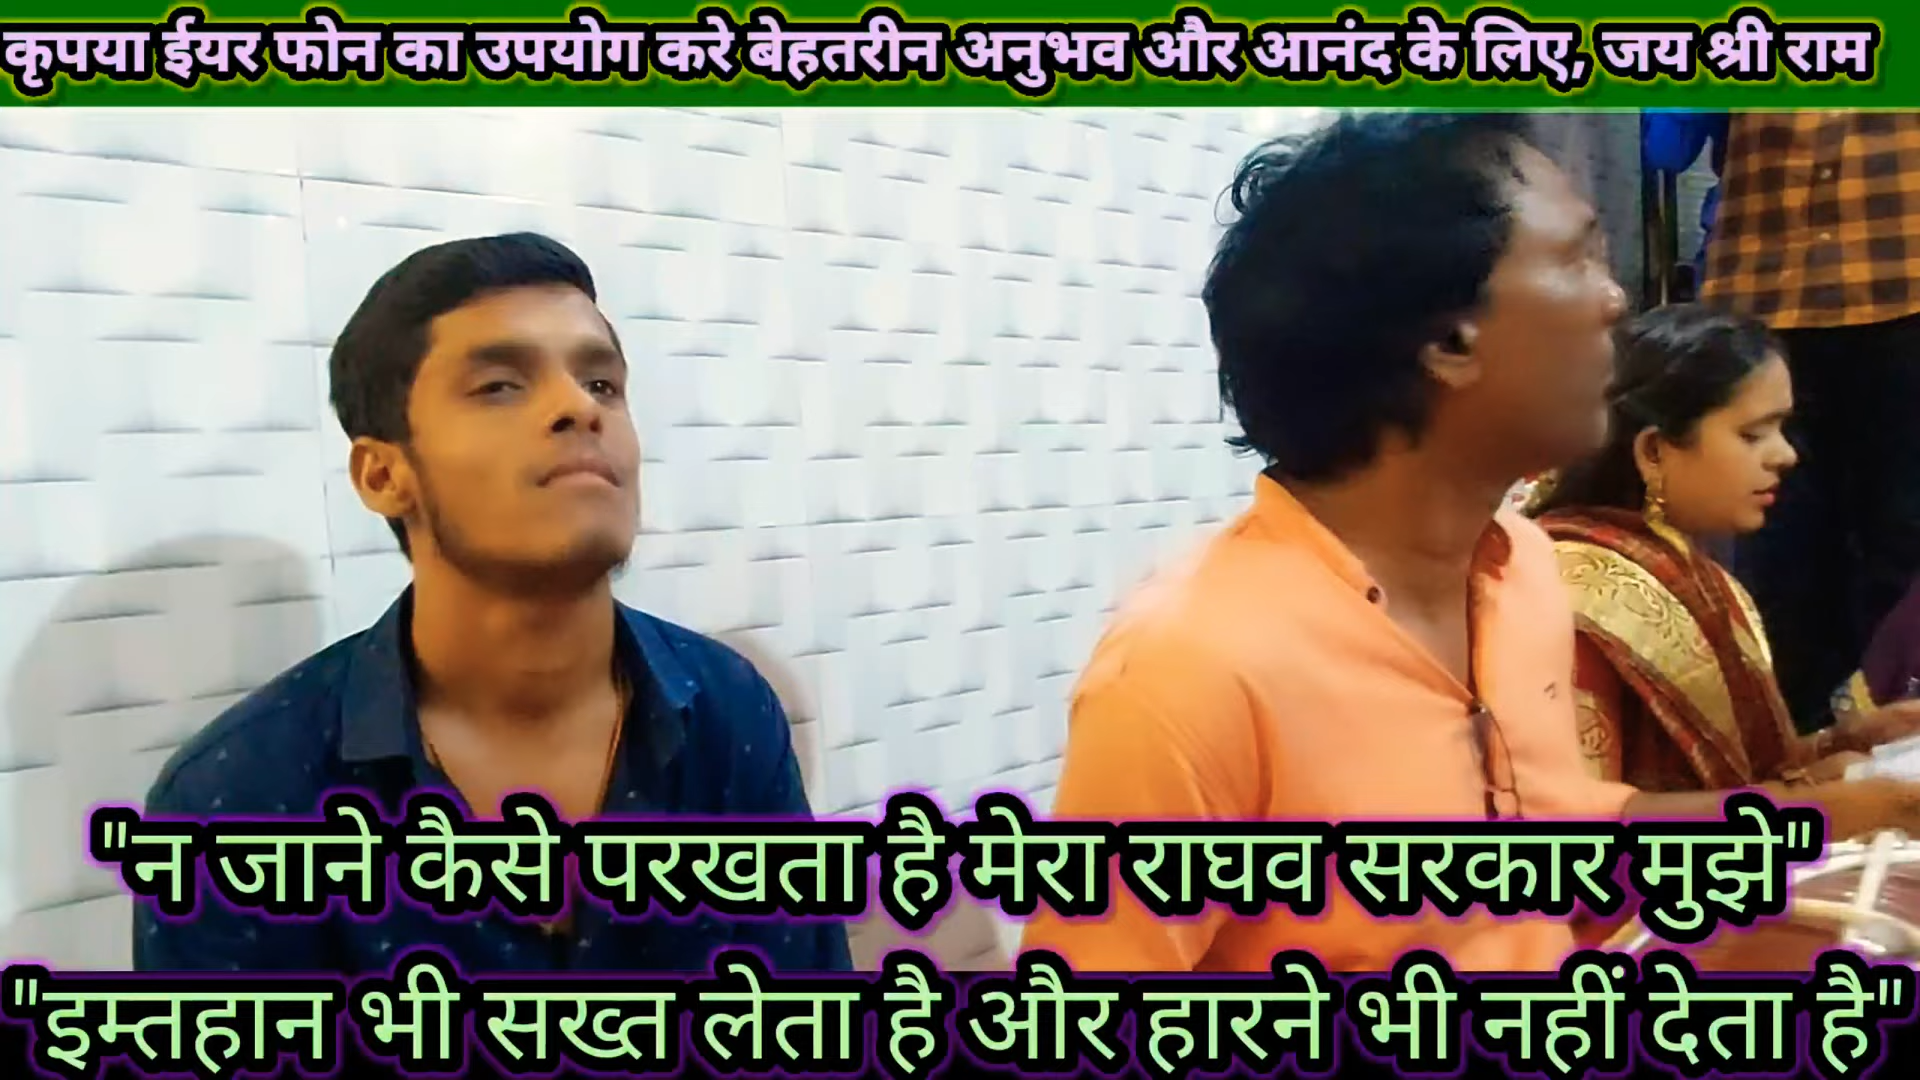 कृपया ईयर फोन का उपयोग करे बेहतरीन अनुभव और आनंद के लिए, जय श्री राम
"न जाने कैसे परखता है मेरा राघव सरकार मुझे"
"इम्तहान भी सख्त लेता है और हारने भी नहीं देता है"